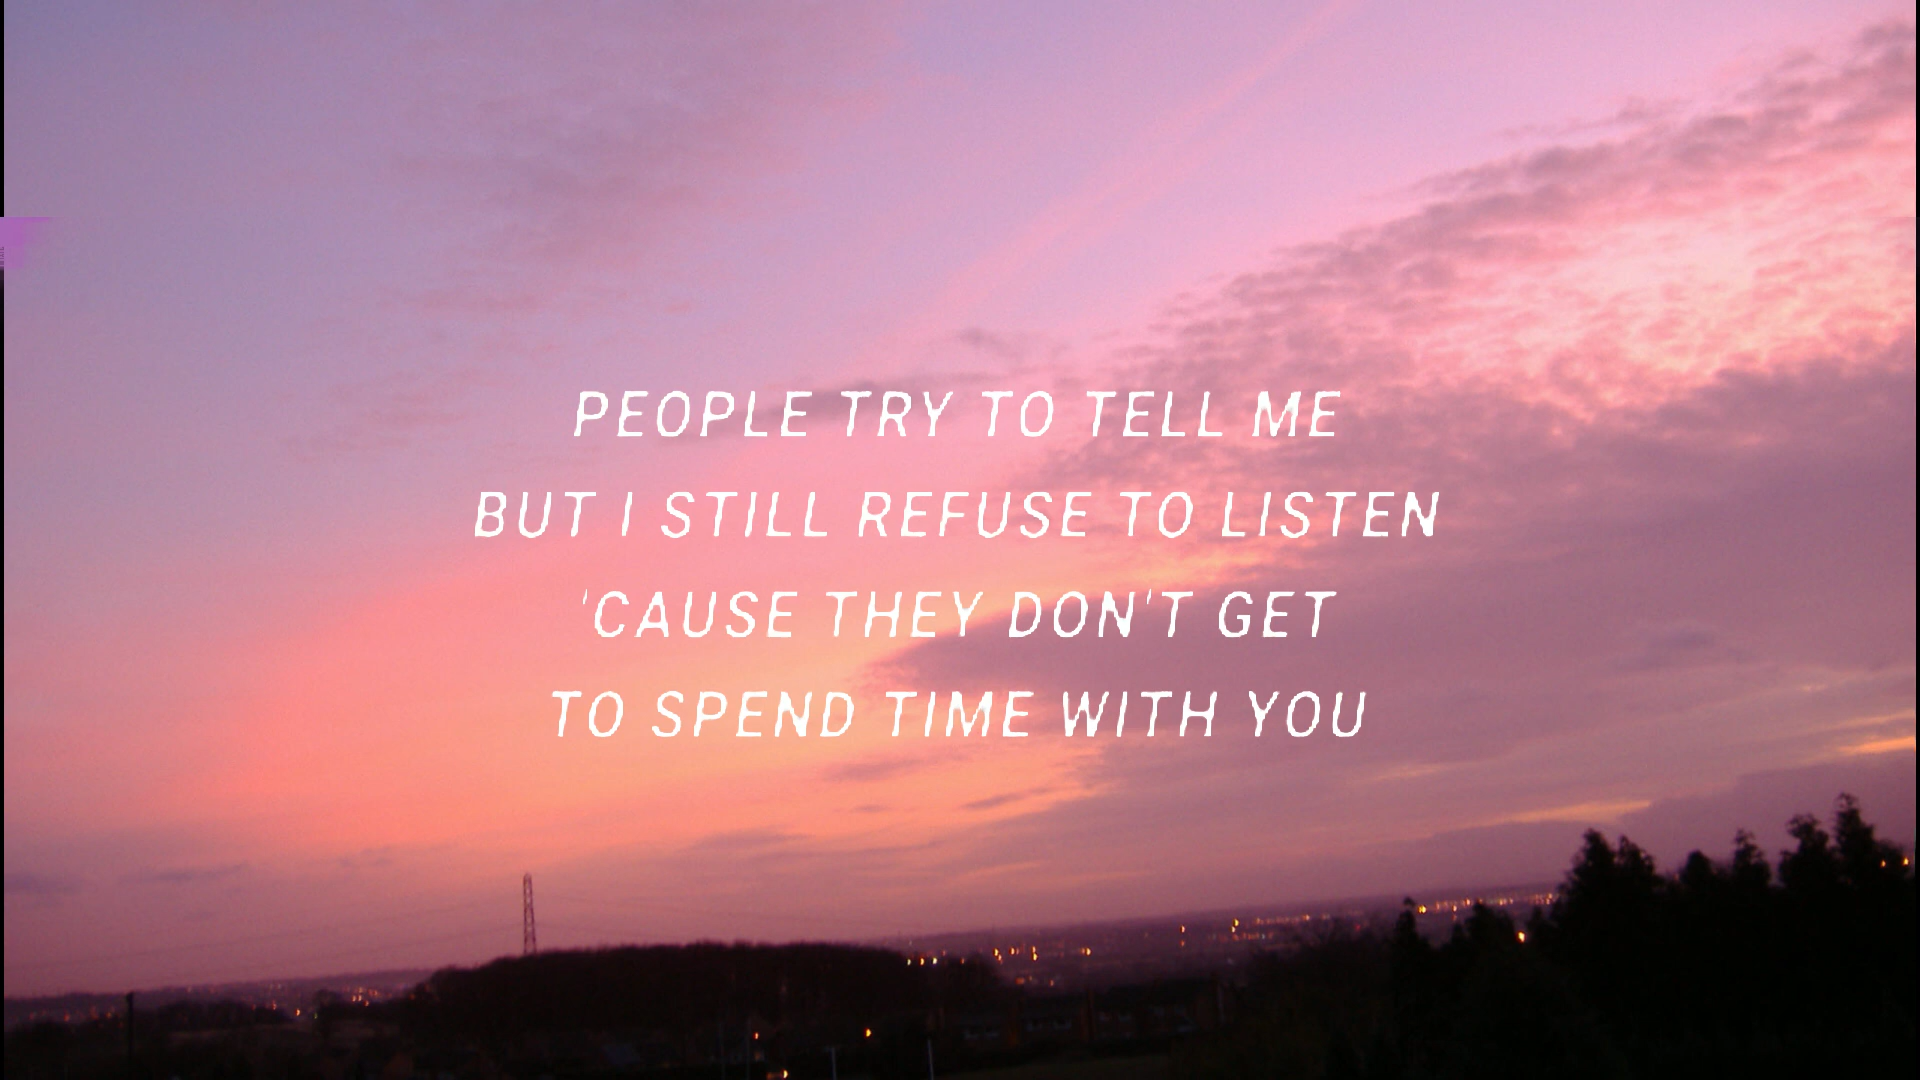 PEOPLE TRY TO TELL ME
BUT I STILL REFUSE TO LISTEN
'CAUSE THEY DON'T GET
TO SPEND TIME WITH YOU